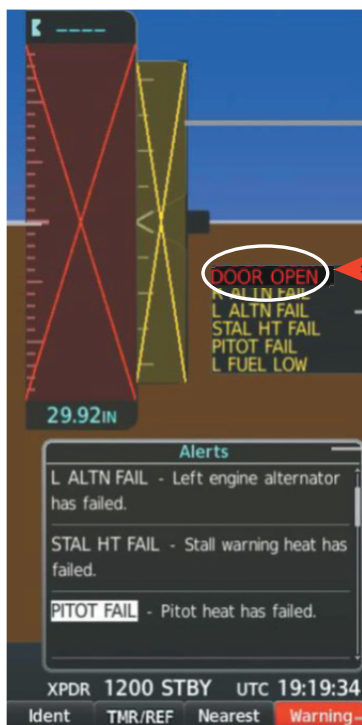 ----
DOOR OPEN
R ALTN FAIL
L ALTN FAIL
STAL HT FAIL
PITOT FAIL
L FUEL LOW
29.92IN
Alerts
L ALTN FAIL - Left engine alternator
has failed.
STAL HT FAIL - Stall warning heat has
failed.
PITOT FAIL - Pitot heat has failed.
XPDR 1200 STBY UTC 19:19:34
Ident TMR/REF Nearest Warning